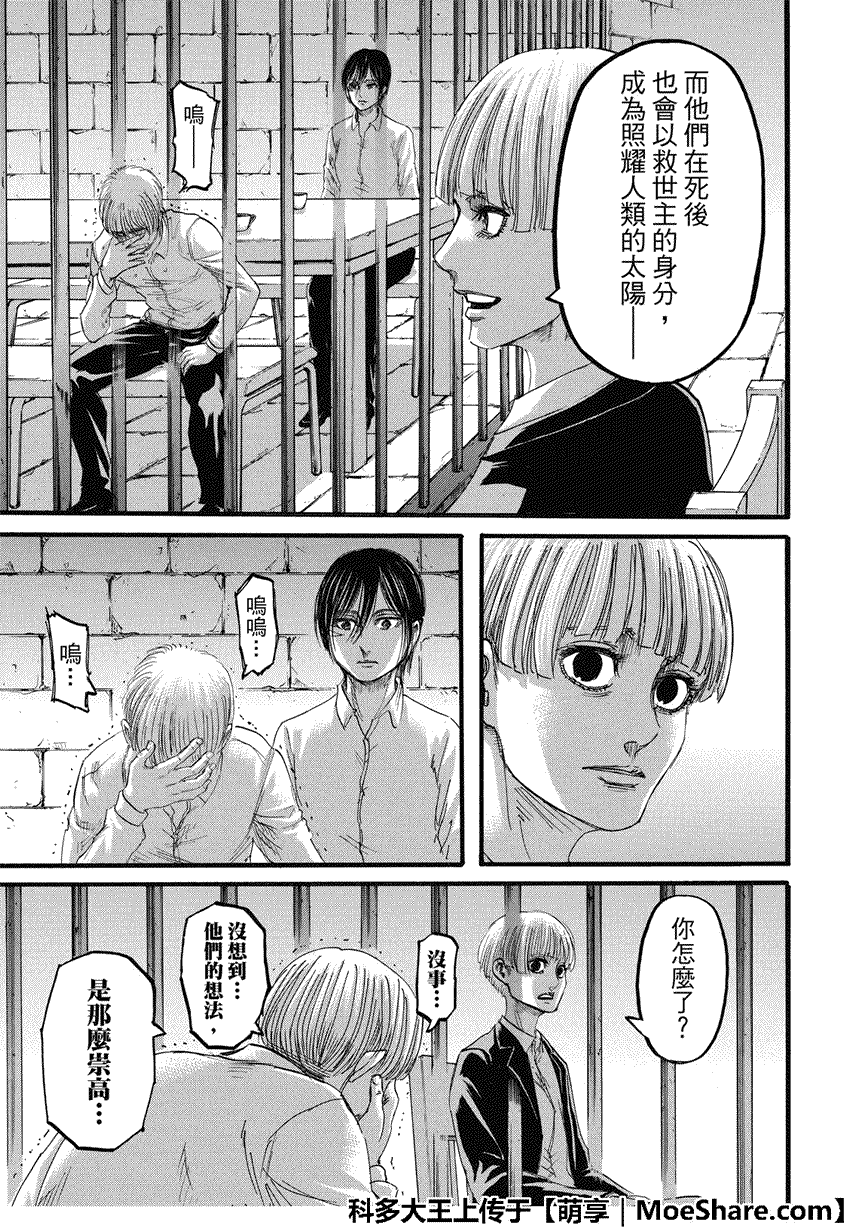 而他們在死後
也會以救世主的身分，
成為照耀人類的太陽——
嗚——
嗚嗚…
嗚…
你怎麼了？
沒事…
沒想到…
他們的想法，
是那麼崇高…
科多大王上传于【萌享｜MoeShare.com】